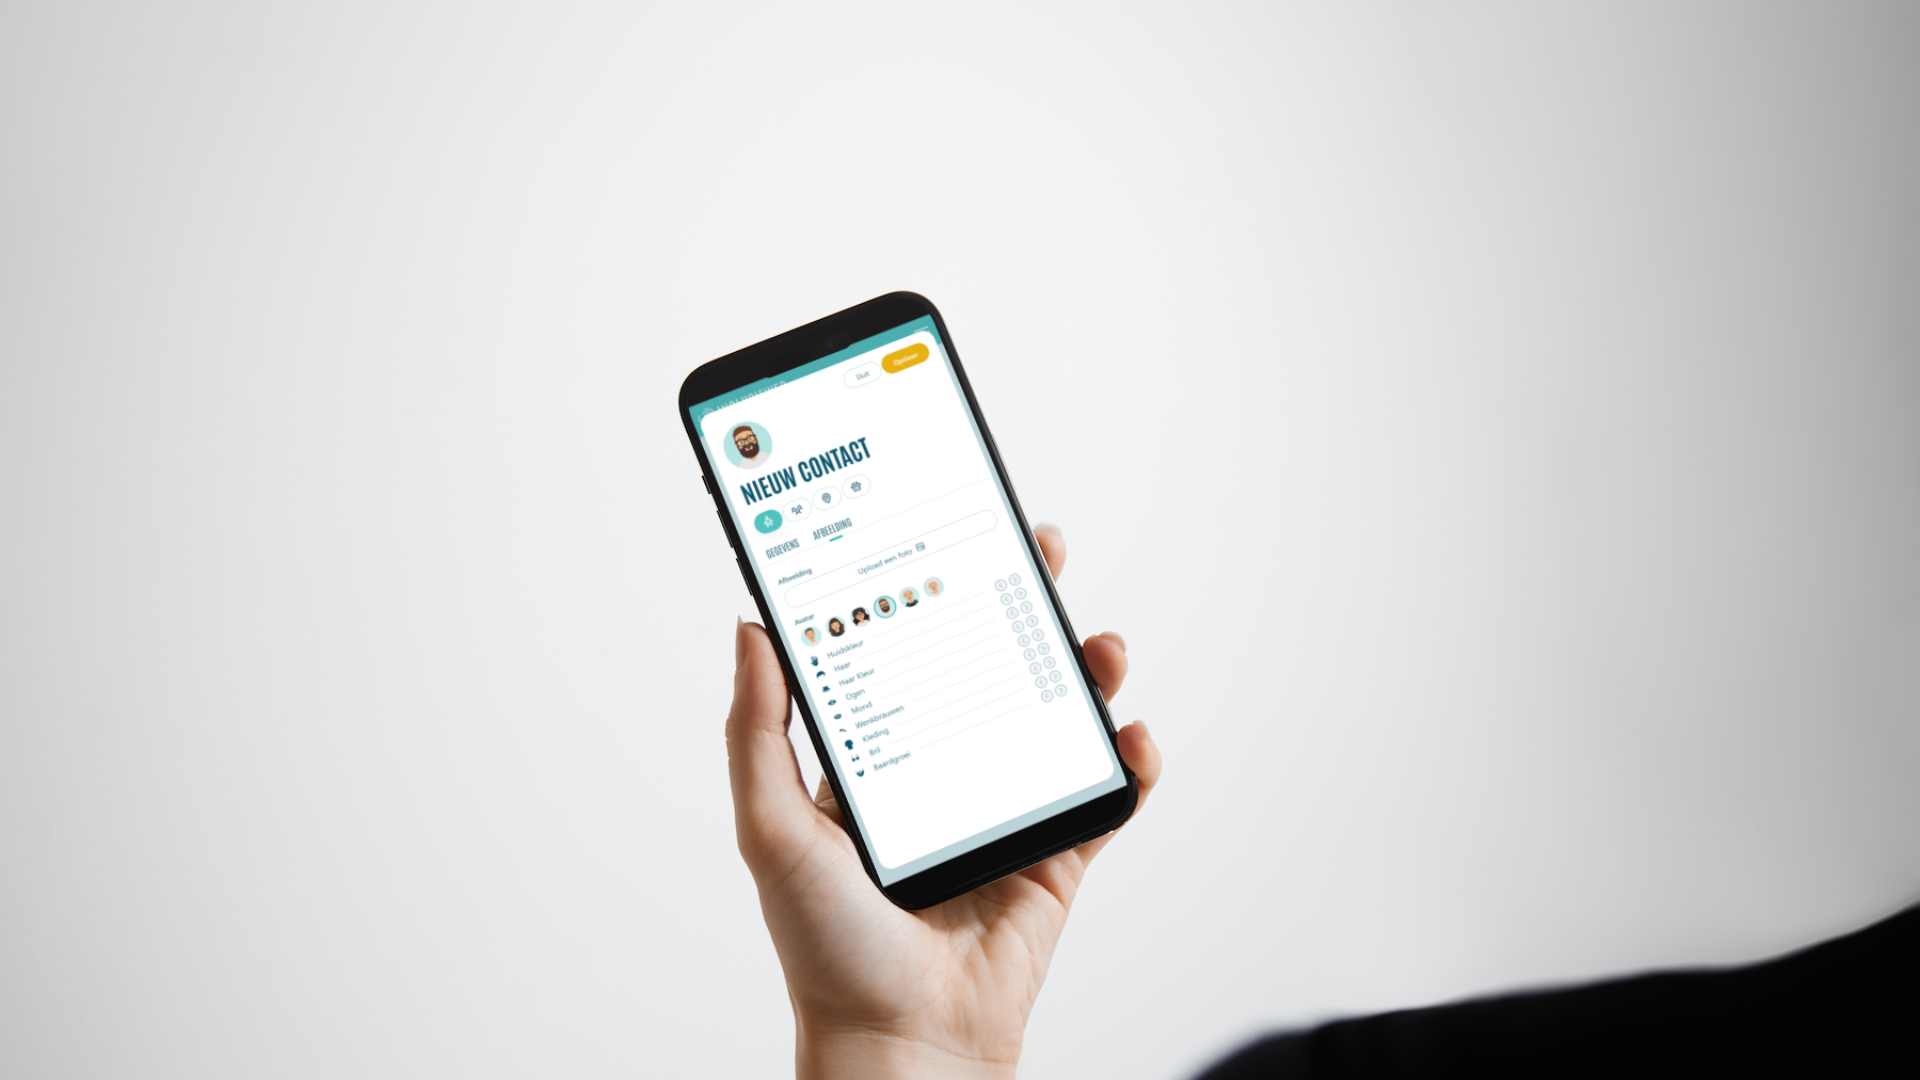 Sluit Opslaan
NIEUW CONTACT
GEGEVENS AFBEELDING
Afbeelding
Upload een foto
Avatar
Huidskleur
Haar
Haar Kleur
Ogen
Mond
Wenkbrauwen
Kleding
Bril
Baardgroei